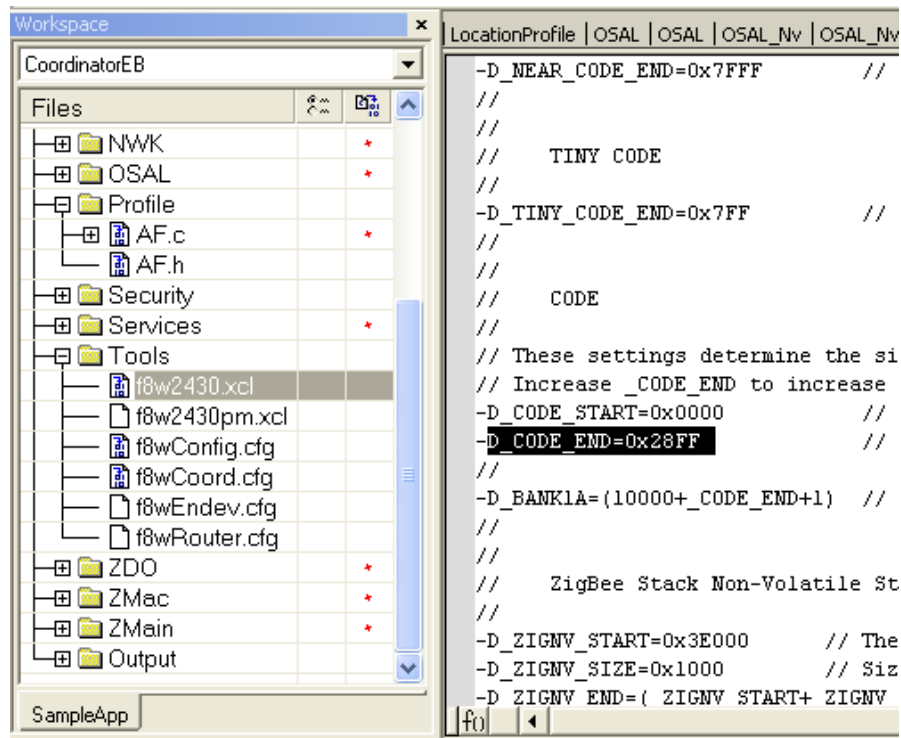 Workspace
CoordinatorEB
Files
NWK
OSAL
Profile
AF.c
AF.h
Security
Services
Tools
f8w2430.xcl
f8w2430pm.xcl
f8wConfig.cfg
f8wCoord.cfg
f8wEndev.cfg
f8wRouter.cfg
ZDO
ZMac
ZMain
Output
SampleApp
LocationProfile | OSAL | OSAL | OSAL_Nv | OSAL_Nv
-D_NEAR_CODE_END=0x7FFF //
//
//
// TINY CODE
//
-D_TINY_CODE_END=0x7FF //
//
//
// CODE
//
// These settings determine the si
// Increase _CODE_END to increase
-D_CODE_START=0x0000 //
-D_CODE_END=0x28FF //
//
-D_BANK1A=(10000+_CODE_END+1) //
//
//
// ZigBee Stack Non-Volatile St
//
-D_ZIGNV_START=0x3E000 // The
-D_ZIGNV_SIZE=0x1000 // Siz
-D_ZIGNV_END=(_ZIGNV_START+_ZIGNV_
f()